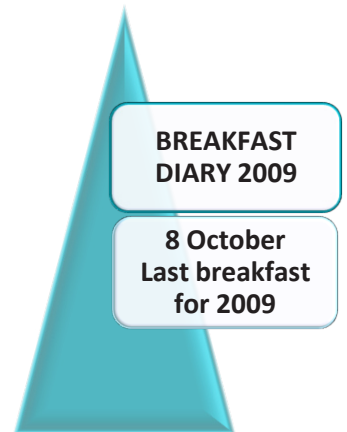 BREAKFAST
DIARY 2009
8 October
Last breakfast
for 2009